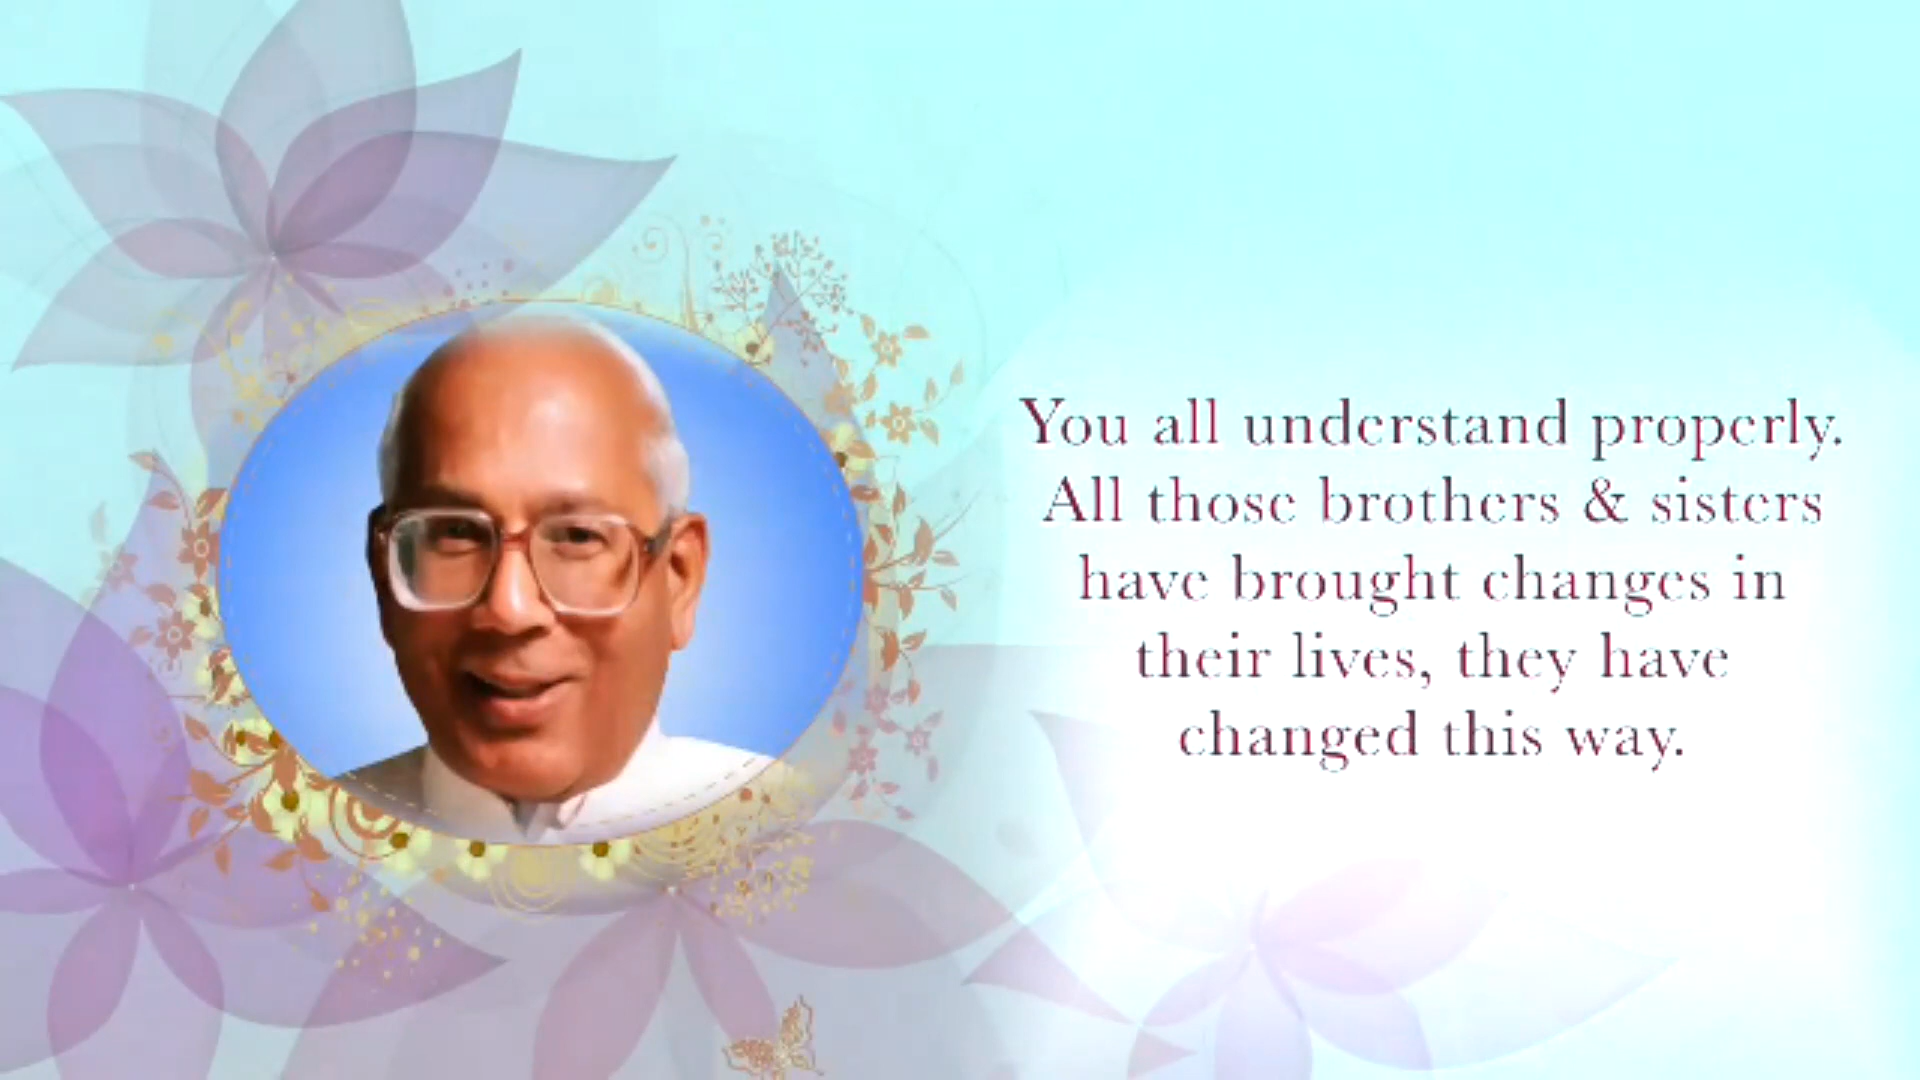 You all understand properly.
All those brothers & sisters
have brought changes in
their lives, they have
changed this way.